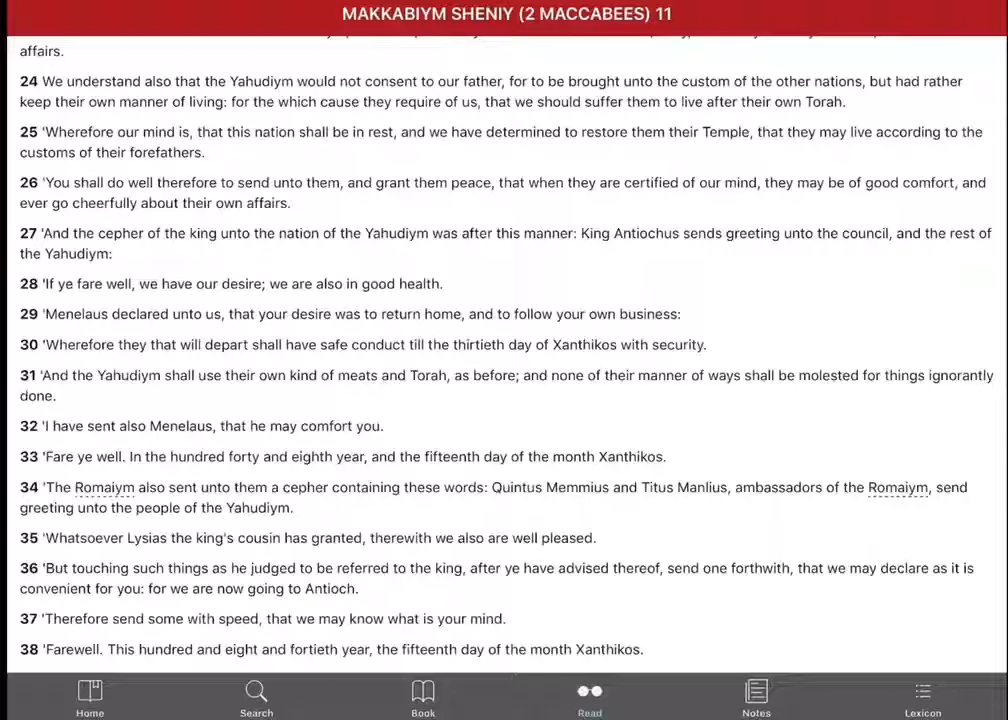 MAKKABIYM SHENIY (2 MACCABEES) 11
affairs.
24 We understand also that the Yahudiym would not consent to our father, for to be brought unto the custom of the other nations, but had rather
keep their own manner of living: for the which cause they require of us, that we should suffer them to live after their own Torah.
25 'Wherefore our mind is, that this nation shall be in rest, and we have determined to restore them their Temple, that they may live according to the
customs of their forefathers.
26 'You shall do well therefore to send unto them, and grant them peace, that when they are certified of our mind, they may be of good comfort, and
ever go cheerfully about their own affairs.
27 'And the cepher of the king unto the nation of the Yahudiym was after this manner: King Antiochus sends greeting unto the council, and the rest of
the Yahudiym:
28 'If ye fare well, we have our desire; we are also in good health.
29 'Menelaus declared unto us, that your desire was to return home, and to follow your own business:
30 'Wherefore they that will depart shall have safe conduct till the thirtieth day of Xanthikos with security.
31 'And the Yahudiym shall use their own kind of meats and Torah, as before; and none of their manner of ways shall be molested for things ignorantly
done.
32 'I have sent also Menelaus, that he may comfort you.
33 'Fare ye well. In the hundred forty and eighth year, and the fifteenth day of the month Xanthikos.
34 'The Romaiym also sent unto them a cepher containing these words: Quintus Memmius and Titus Manlius, ambassadors of the Romaiym, send
greeting unto the people of the Yahudiym.
35 'Whatsoever Lysias the king's cousin has granted, therewith we also are well pleased.
36 'But touching such things as he judged to be referred to the king, after ye have advised thereof, send one forthwith, that we may declare as it is
convenient for you: for we are now going to Antioch.
37 'Therefore send some with speed, that we may know what is your mind.
38 'Farewell. This hundred and eight and fortieth year, the fifteenth day of the month Xanthikos.
Home Search Book Read Notes Lexicon